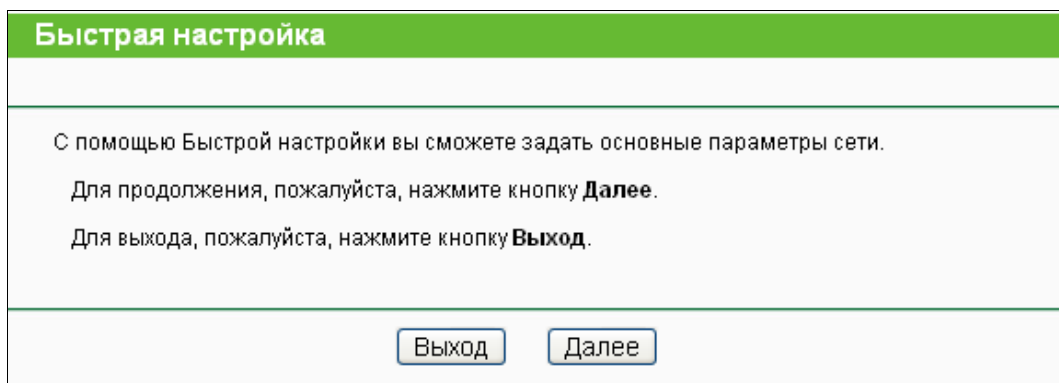 Быстрая настройка
С помощью Быстрой настройки вы сможете задать основные параметры сети.
Для продолжения, пожалуйста, нажмите кнопку Далее.
Для выхода, пожалуйста, нажмите кнопку Выход.
Выход Далее